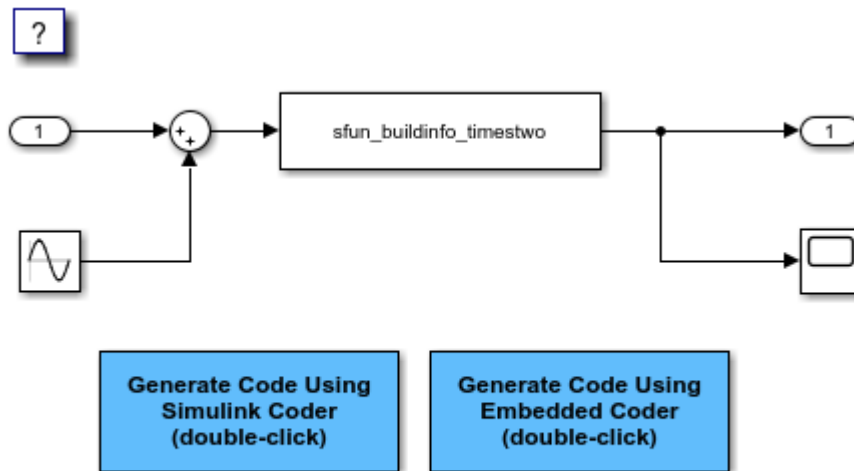 ?
1
++
sfun_buildinfo_timestwo
1
Generate Code Using
Simulink Coder
(double-click)
Generate Code Using
Embedded Coder
(double-click)